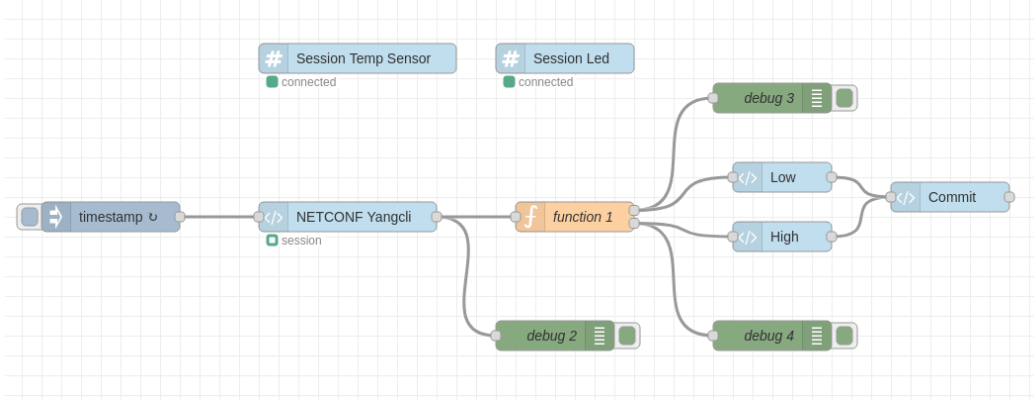 Session Temp Sensor
Session Led
connected
connected
debug 3
Low
Commit
timestamp ↻
NETCONF Yangcli
function 1
High
session
debug 2
debug 4